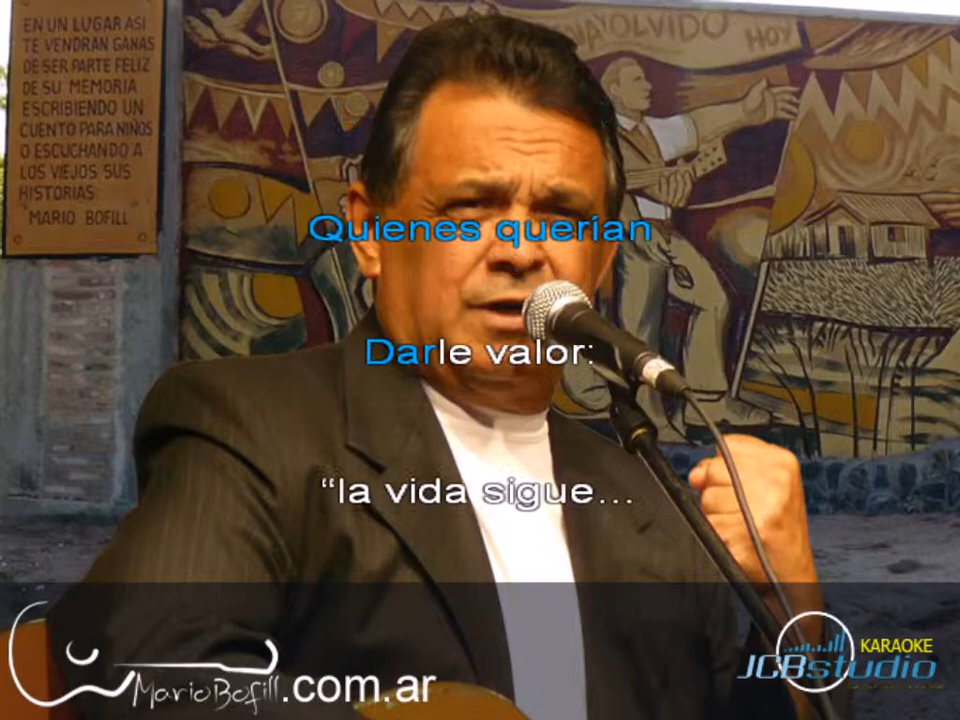 EN UN LUGAR ASI
TE VENDRAN GANAS
DE SER PARTE FELIZ
DE SU MEMORIA
ESCRIBIENDO UN
CUENTO PARA NIÑOS
O ESCUCHANDO A
LOS VIEJOS SUS
HISTORIAS
MARIO BOFILL
OLVIDO HOY
Quienes querían
Darle valor:
“la vida sigue...
MarioBofill.com.ar
KARAOKE
JCBstudio